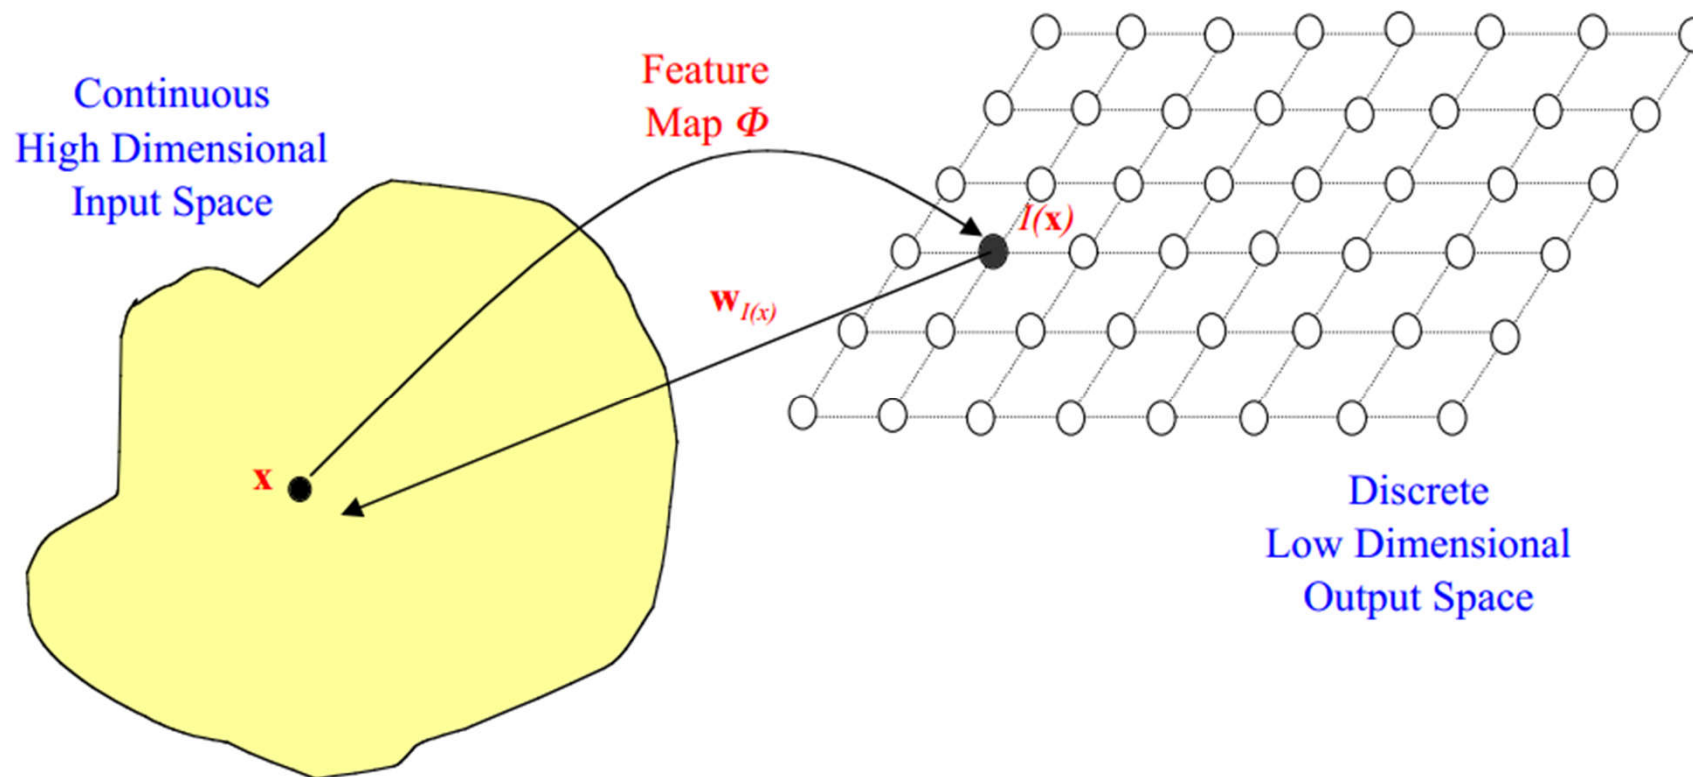 Continuous
High Dimensional
Input Space
Feature
Map Φ
I(x)
w_I(x)
x
Discrete
Low Dimensional
Output Space